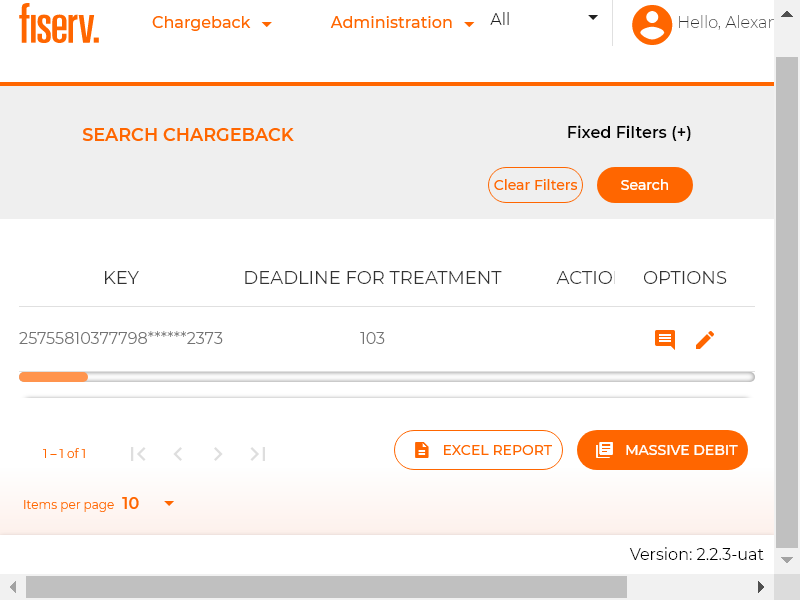 fiserv.
Chargeback
Administration
All
Hello, Alexan
SEARCH CHARGEBACK
Fixed Filters (+)
Clear Filters
Search
KEY DEADLINE FOR TREATMENT ACTIO OPTIONS
25755810377798******2373 103
1 – 1 of 1
EXCEL REPORT
MASSIVE DEBIT
Items per page 10
Version: 2.2.3-uat